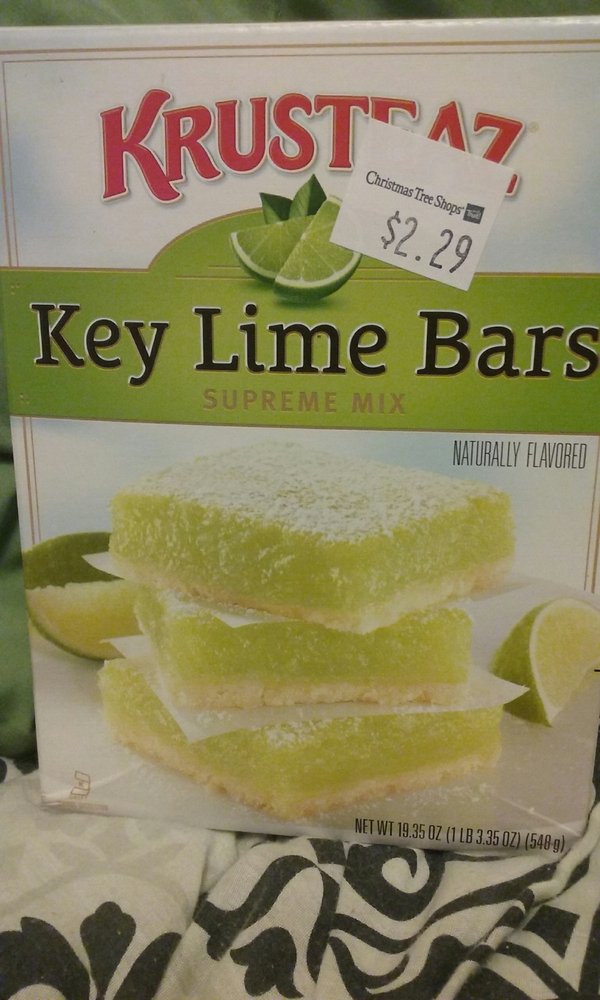 KRUSTEAZ
Christmas Tree Shops
$2.29
Key Lime Bars
SUPREME MIX
NATURALLY FLAVORED
NET WT 19.35 OZ (1 LB 3.35 OZ) (548 g)